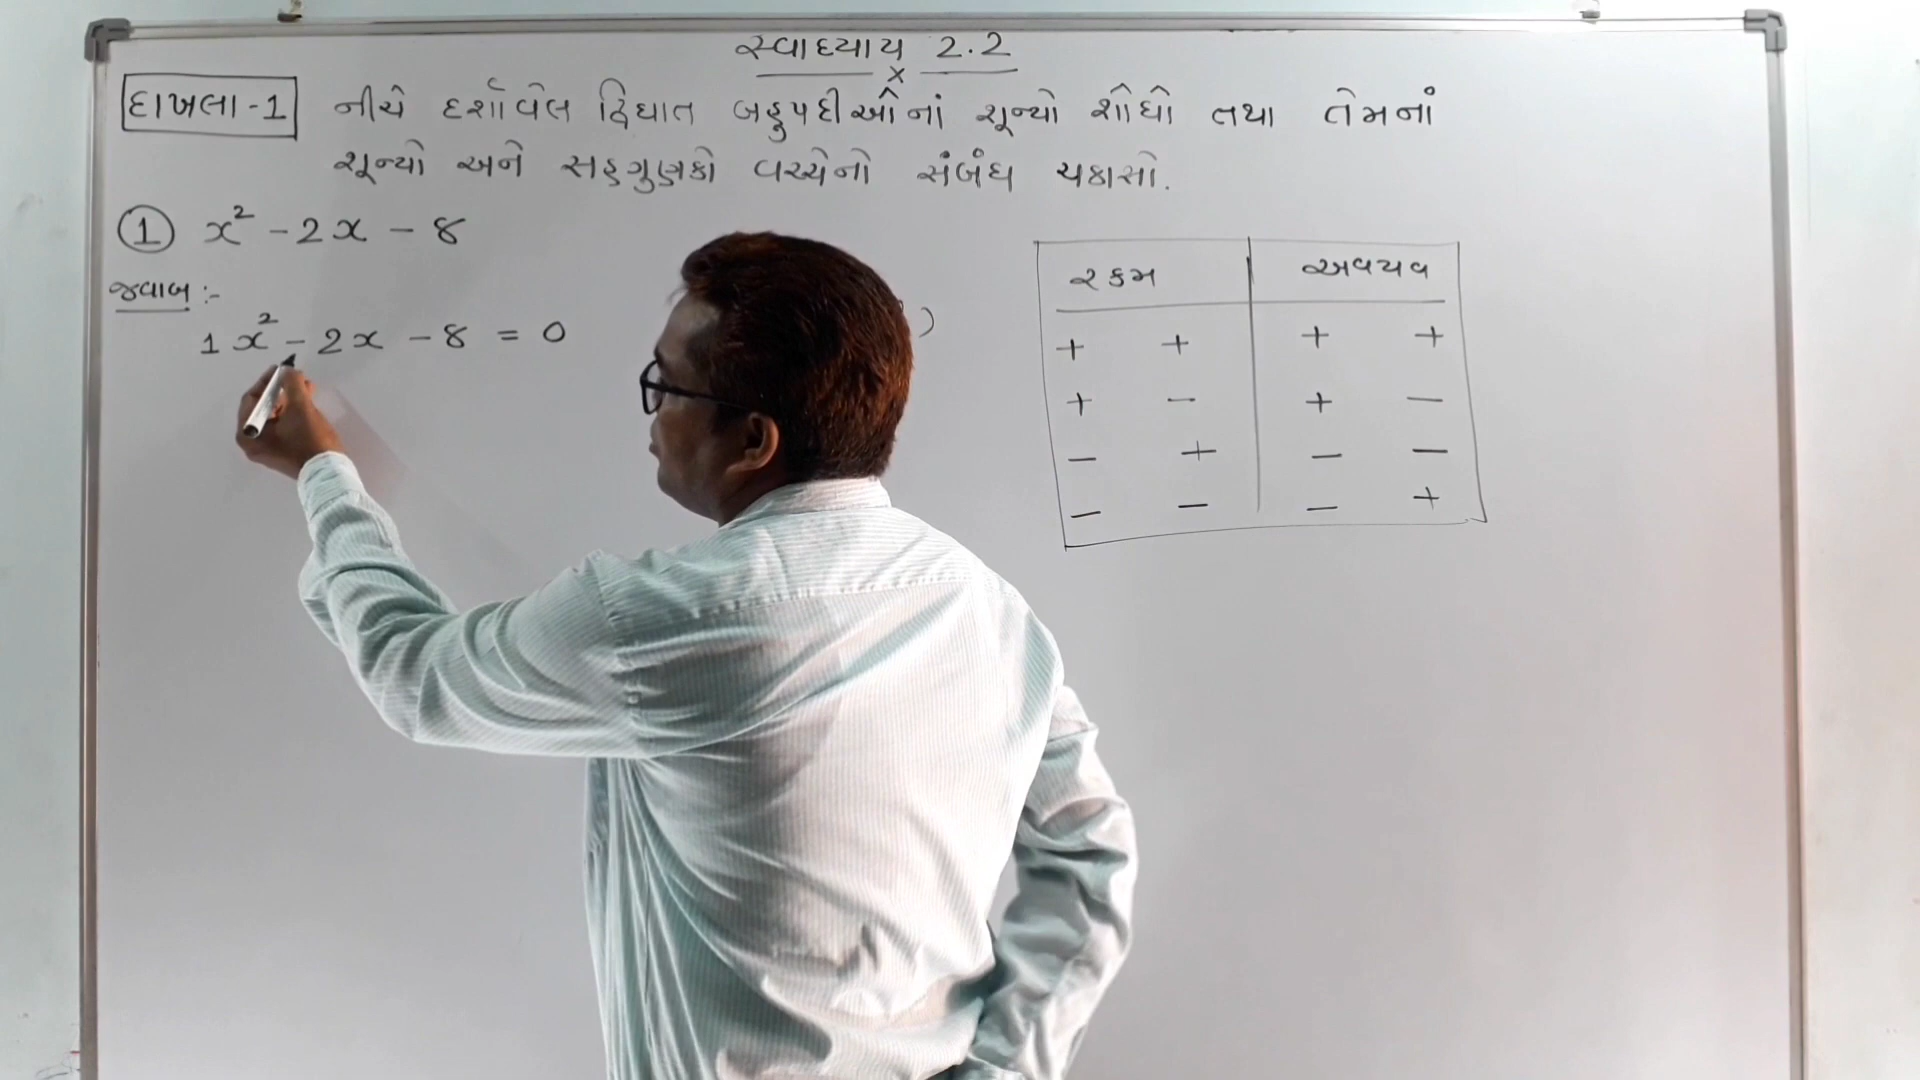 સ્વાધ્યાય 2.2
x
દાખલા-1 નીચે દર્શાવેલ દ્વિઘાત બહુપદીઓનાં શૂન્યો શોધો તથા તેમનાં
શૂન્યો અને સહગુણકો વચ્ચેનો સંબંધ ચકાસો.
1 x² - 2x - 8
જવાબ :-
1x² - 2x - 8 = 0
)
રકમ અવયવ
+ + + +
+ - + -
- + - -
- - - +